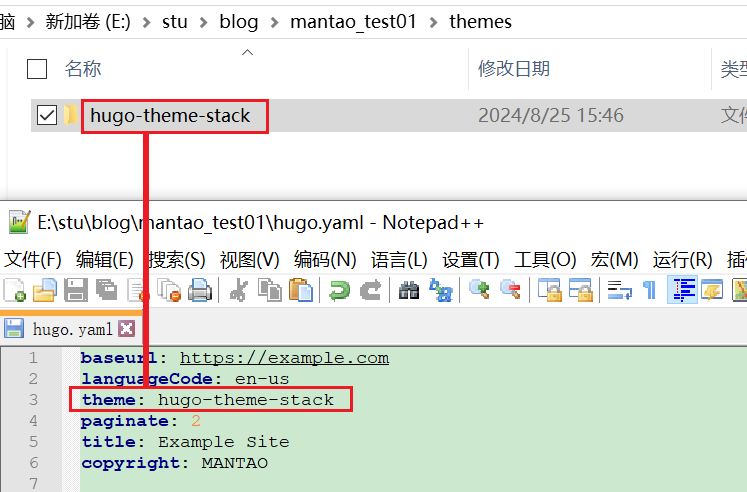 脑 > 新加卷 (E:) > stu > blog > mantao_test01 > themes
名称 修改日期 类型
hugo-theme-stack 2024/8/25 15:46 文件
E:\stu\blog\mantao_test01\hugo.yaml - Notepad++
文件(F) 编辑(E) 搜索(S) 视图(V) 编码(N) 语言(L) 设置(T) 工具(O) 宏(M) 运行(R) 插件
hugo.yaml
1 baseurl: https://example.com
2 languageCode: en-us
3 theme: hugo-theme-stack
4 paginate: 2
5 title: Example Site
6 copyright: MANTAO
7